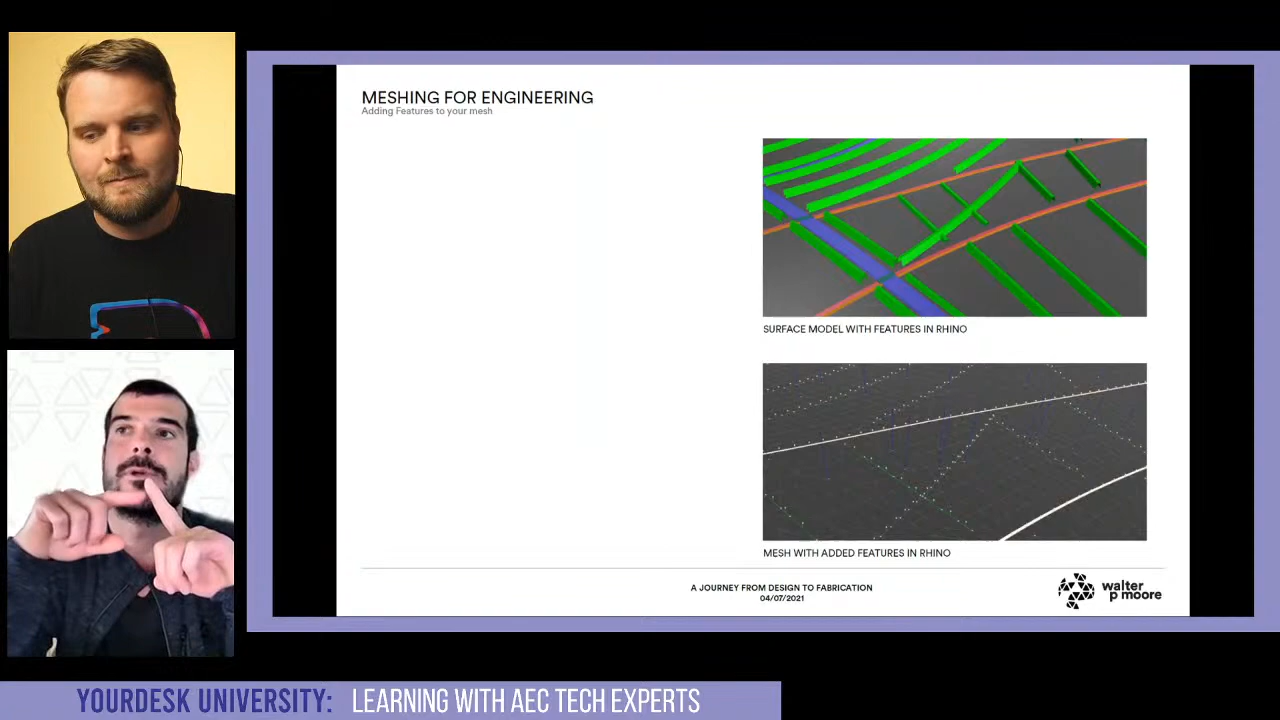 MESHING FOR ENGINEERING
Adding Features to your mesh
SURFACE MODEL WITH FEATURES IN RHINO
MESH WITH ADDED FEATURES IN RHINO
A JOURNEY FROM DESIGN TO FABRICATION
04/07/2021
walter
p moore
YOURDESK UNIVERSITY: LEARNING WITH AEC TECH EXPERTS